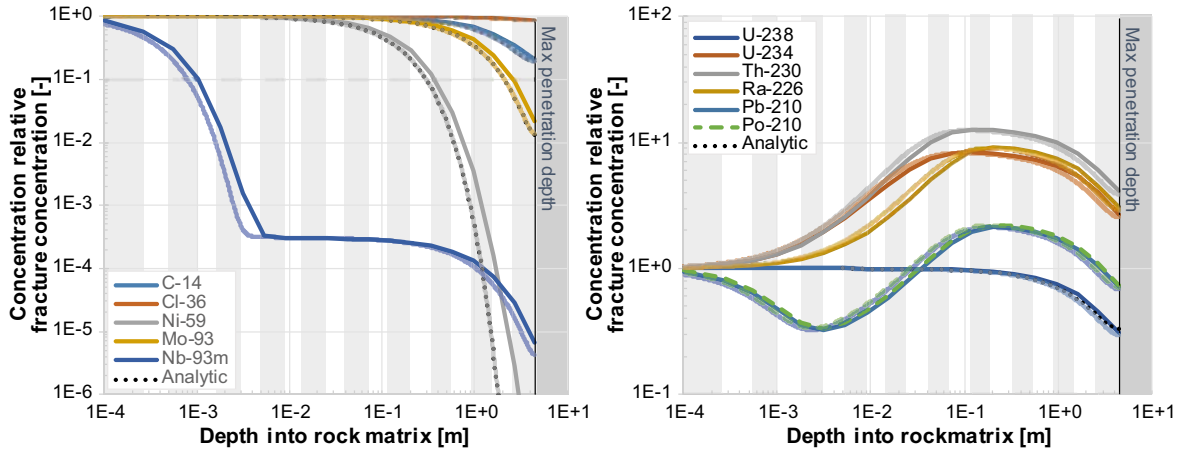 Concentration relative
fracture concentration [-]
1E+0
1E-1
1E-2
1E-3
1E-4
1E-5
1E-6
C-14
Cl-36
Ni-59
Mo-93
Nb-93m
Analytic
Max penetration depth
1E-4
1E-3
1E-2
1E-1
1E+0
1E+1
Depth into rock matrix [m]
Concentration relative
fracture concentration [-]
1E+2
1E+1
1E+0
1E-1
U-238
U-234
Th-230
Ra-226
Pb-210
Po-210
Analytic
Max penetration depth
1E-4
1E-3
1E-2
1E-1
1E+0
1E+1
Depth into rockmatrix [m]